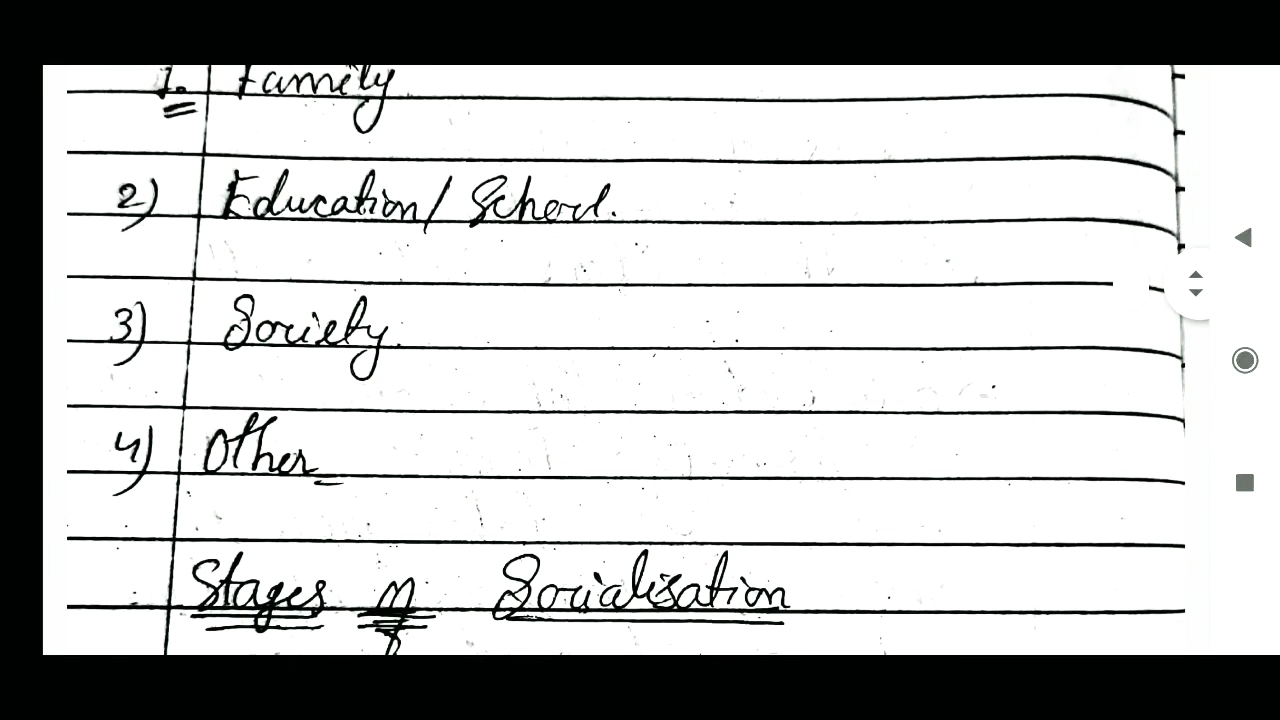 1. Family
2) Education/ School.
3) Society.
4) Other
Stages of Socialisation